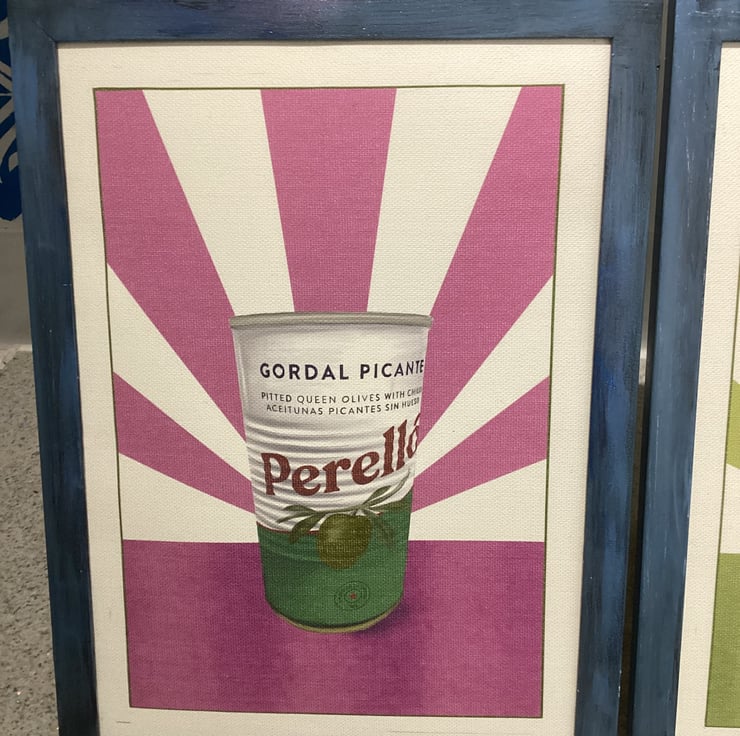 GORDAL PICANTE
PITTED QUEEN OLIVES WITH
ACEITUNAS PICANTES SIN HUESO
Perelló